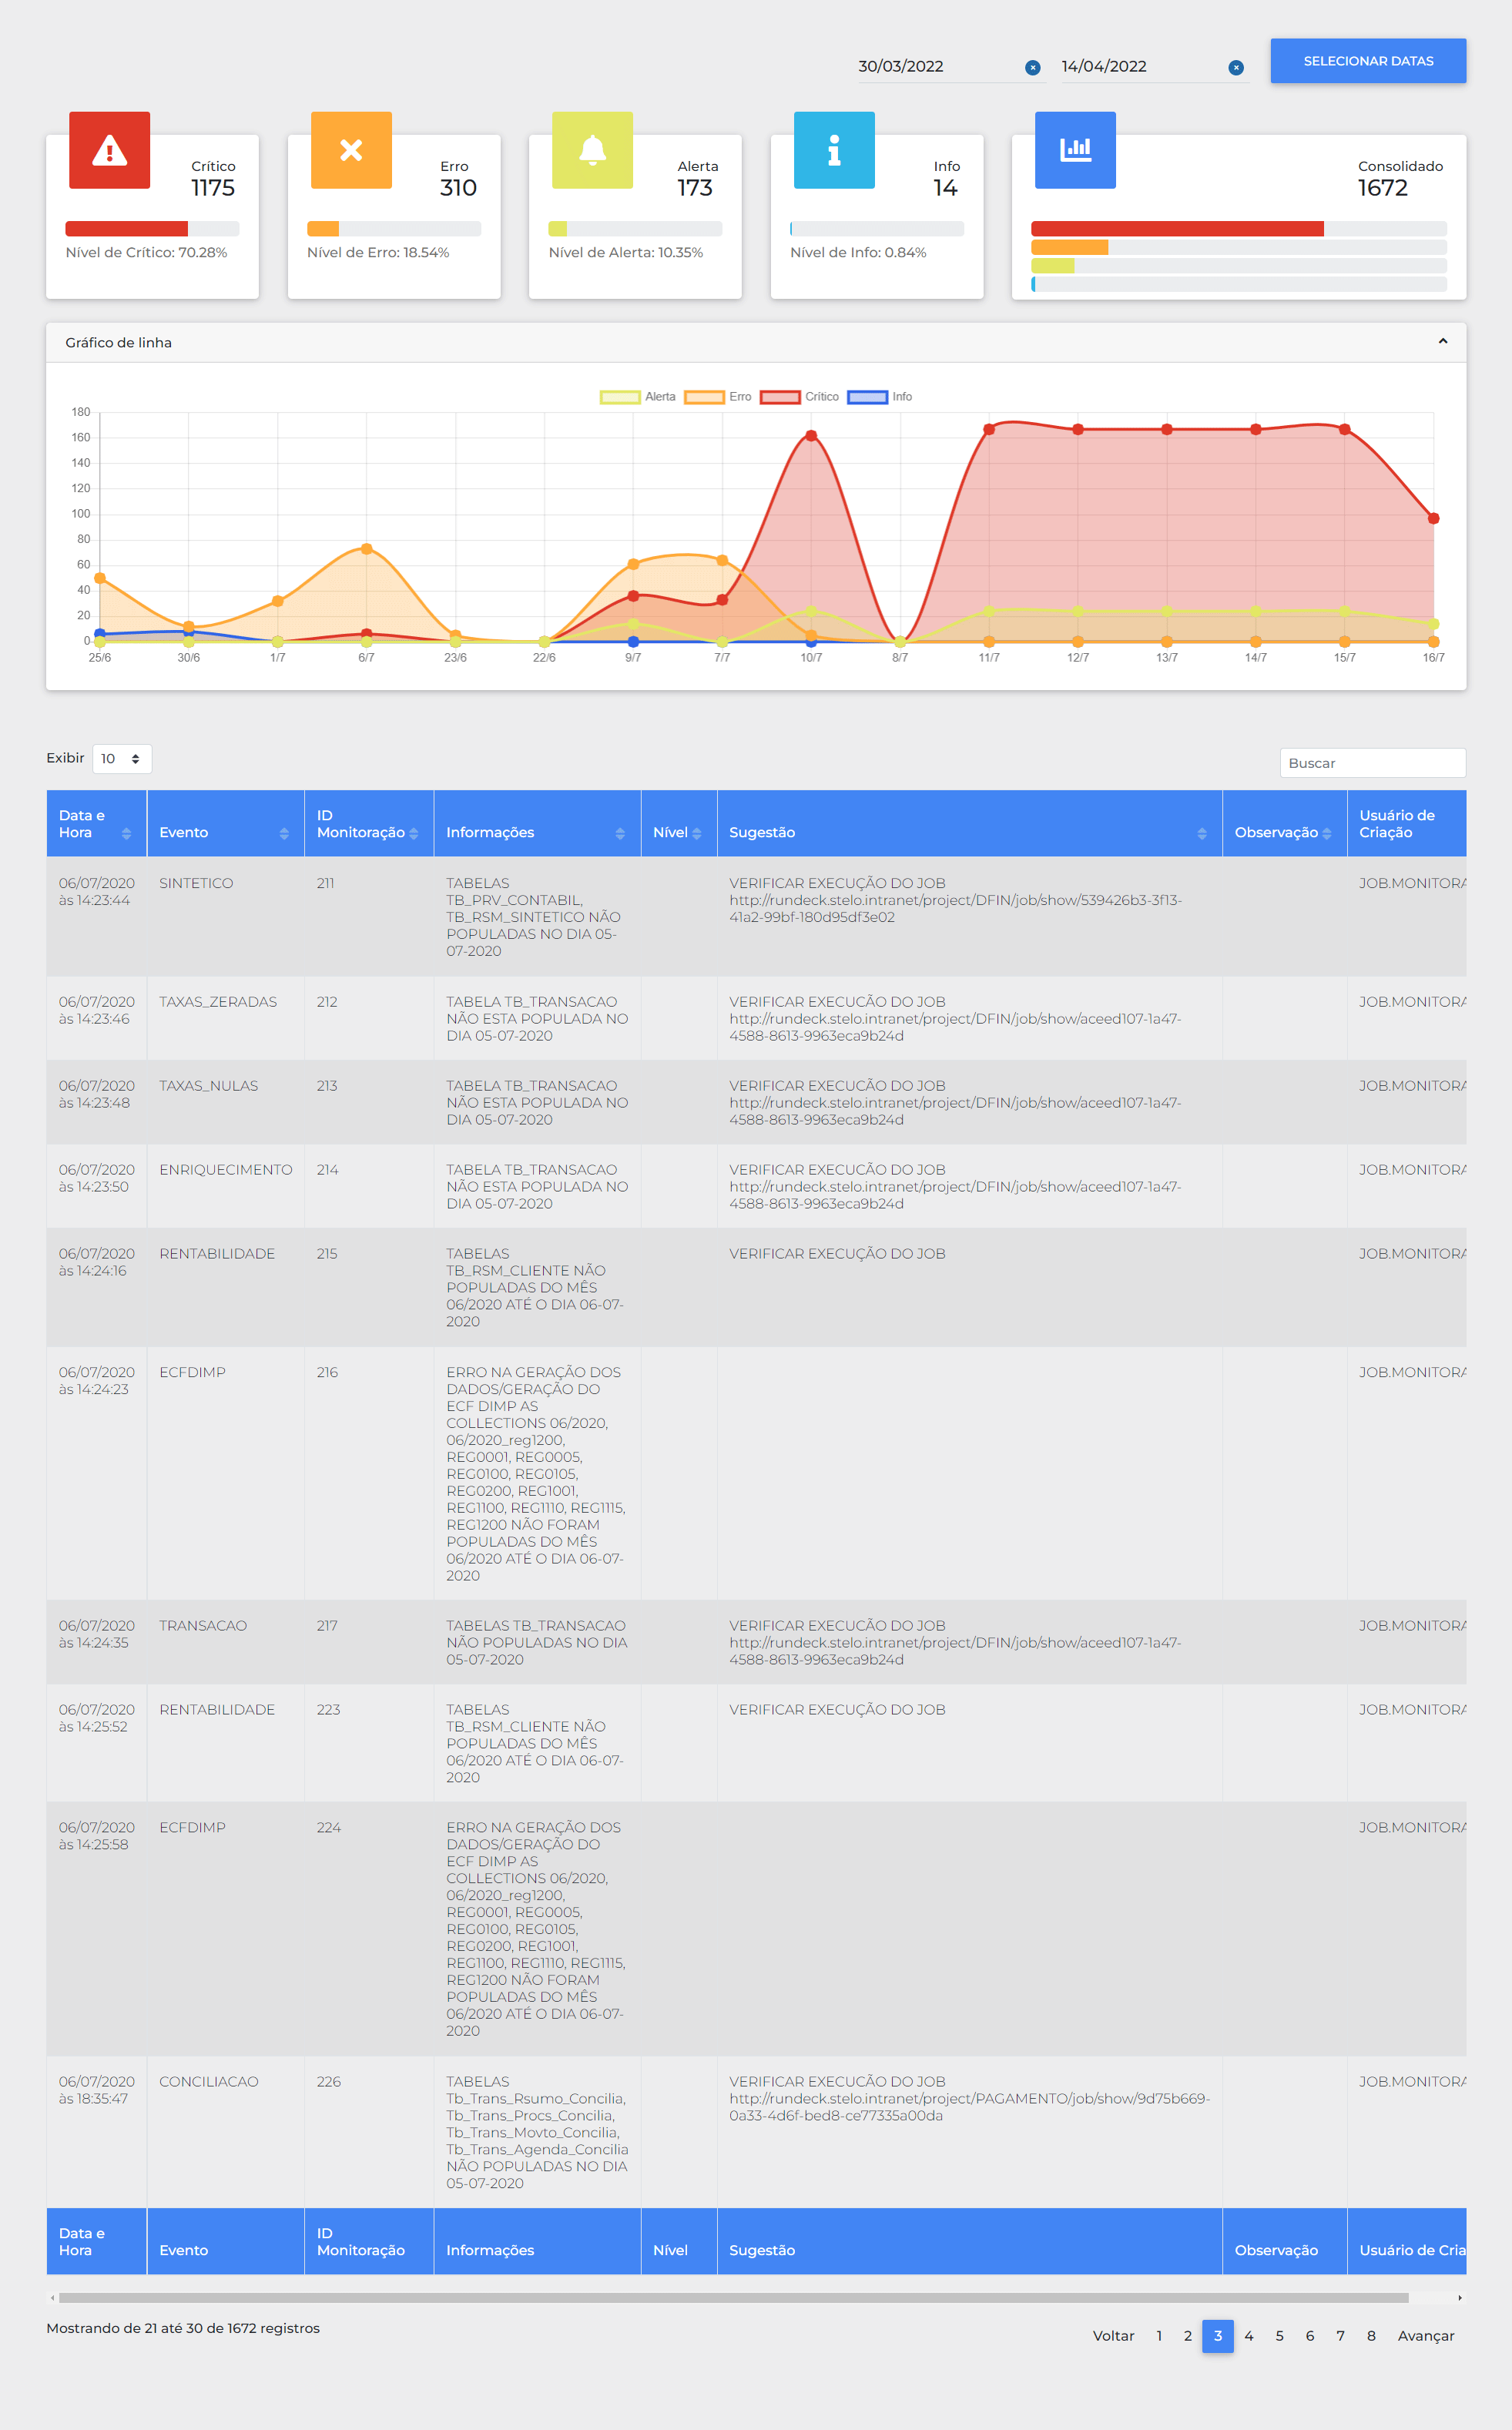 30/03/2022
14/04/2022
SELECIONAR DATAS
Crítico
1175
Nível de Crítico: 70.28%
Erro
310
Nível de Erro: 18.54%
Alerta
173
Nível de Alerta: 10.35%
Info
14
Nível de Info: 0.84%
Consolidado
1672
Gráfico de linha
Alerta
Erro
Crítico
Info
180
160
140
120
100
80
60
40
20
0
25/6
30/6
1/7
6/7
23/6
22/6
9/7
7/7
10/7
8/7
11/7
12/7
13/7
14/7
15/7
16/7
Exibir
10
Buscar
Data e
Hora
Evento
ID
Monitoração
Informações
Nível
Sugestão
Observação
Usuário de
Criação
06/07/2020
às 14:23:44
SINTETICO
211
TABELAS
TB_PRV_CONTABIL,
TB_RSM_SINTETICO NÃO
POPULADAS NO DIA 05-
07-2020
VERIFICAR EXECUÇÃO DO JOB
http://rundeck.stelo.intranet/project/DFIN/job/show/539426b3-3f13-
41a2-99bf-180d95df3e02
JOB.MONITORA
06/07/2020
às 14:23:46
TAXAS_ZERADAS
212
TABELA TB_TRANSACAO
NÃO ESTA POPULADA NO
DIA 05-07-2020
VERIFICAR EXECUCÃO DO JOB
http://rundeck.stelo.intranet/project/DFIN/job/show/aceed107-1a47-
4588-8613-9963eca9b24d
JOB.MONITORA
06/07/2020
às 14:23:48
TAXAS_NULAS
213
TABELA TB_TRANSACAO
NÃO ESTA POPULADA NO
DIA 05-07-2020
VERIFICAR EXECUCÃO DO JOB
http://rundeck.stelo.intranet/project/DFIN/job/show/aceed107-1a47-
4588-8613-9963eca9b24d
JOB.MONITORA
06/07/2020
às 14:23:50
ENRIQUECIMENTO
214
TABELA TB_TRANSACAO
NÃO ESTA POPULADA NO
DIA 05-07-2020
VERIFICAR EXECUCÃO DO JOB
http://rundeck.stelo.intranet/project/DFIN/job/show/aceed107-1a47-
4588-8613-9963eca9b24d
JOB.MONITORA
06/07/2020
às 14:24:16
RENTABILIDADE
215
TABELAS
TB_RSM_CLIENTE NÃO
POPULADAS DO MÊS
06/2020 ATÉ O DIA 06-07-
2020
VERIFICAR EXECUÇÃO DO JOB
JOB.MONITORA
06/07/2020
às 14:24:23
ECFDIMP
216
ERRO NA GERAÇÃO DOS
DADOS/GERAÇÃO DO
ECF DIMP AS
COLLECTIONS 06/2020,
06/2020_reg1200,
REG0001, REG0005,
REG0100, REG0105,
REG0200, REG1001,
REG1100, REG1110, REG1115,
REG1200 NÃO FORAM
POPULADAS DO MÊS
06/2020 ATÉ O DIA 06-07-
2020
JOB.MONITORA
06/07/2020
às 14:24:35
TRANSACAO
217
TABELAS TB_TRANSACAO
NÃO POPULADAS NO DIA
05-07-2020
VERIFICAR EXECUCÃO DO JOB
http://rundeck.stelo.intranet/project/DFIN/job/show/aceed107-1a47-
4588-8613-9963eca9b24d
JOB.MONITORA
06/07/2020
às 14:25:52
RENTABILIDADE
223
TABELAS
TB_RSM_CLIENTE NÃO
POPULADAS DO MÊS
06/2020 ATÉ O DIA 06-07-
2020
VERIFICAR EXECUÇÃO DO JOB
JOB.MONITORA
06/07/2020
às 14:25:58
ECFDIMP
224
ERRO NA GERAÇÃO DOS
DADOS/GERAÇÃO DO
ECF DIMP AS
COLLECTIONS 06/2020,
06/2020_reg1200,
REG0001, REG0005,
REG0100, REG0105,
REG0200, REG1001,
REG1100, REG1110, REG1115,
REG1200 NÃO FORAM
POPULADAS DO MÊS
06/2020 ATÉ O DIA 06-07-
2020
JOB.MONITORA
06/07/2020
às 18:35:47
CONCILIACAO
226
TABELAS
Tb_Trans_Rsumo_Concilia,
Tb_Trans_Procs_Concilia,
Tb_Trans_Movto_Concilia,
Tb_Trans_Agenda_Concilia
NÃO POPULADAS NO DIA
05-07-2020
VERIFICAR EXECUCÃO DO JOB
http://rundeck.stelo.intranet/project/PAGAMENTO/job/show/9d75b669-
0a33-4d6f-bed8-ce77335a00da
JOB.MONITORA
Data e
Hora
Evento
ID
Monitoração
Informações
Nível
Sugestão
Observação
Usuário de Cria
Mostrando de 21 até 30 de 1672 registros
Voltar 1 2 3 4 5 6 7 8 Avançar